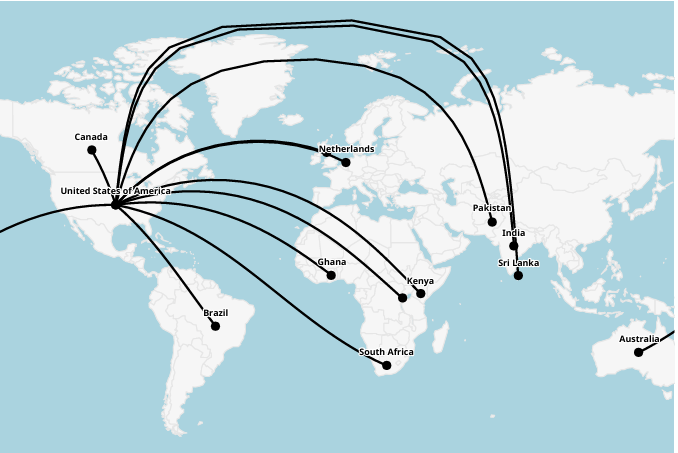 Canada
Netherlands
United States of America
Pakistan
India
Ghana
Sri Lanka
Kenya
Brazil
Australia
South Africa